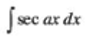 ∫ sec ax dx